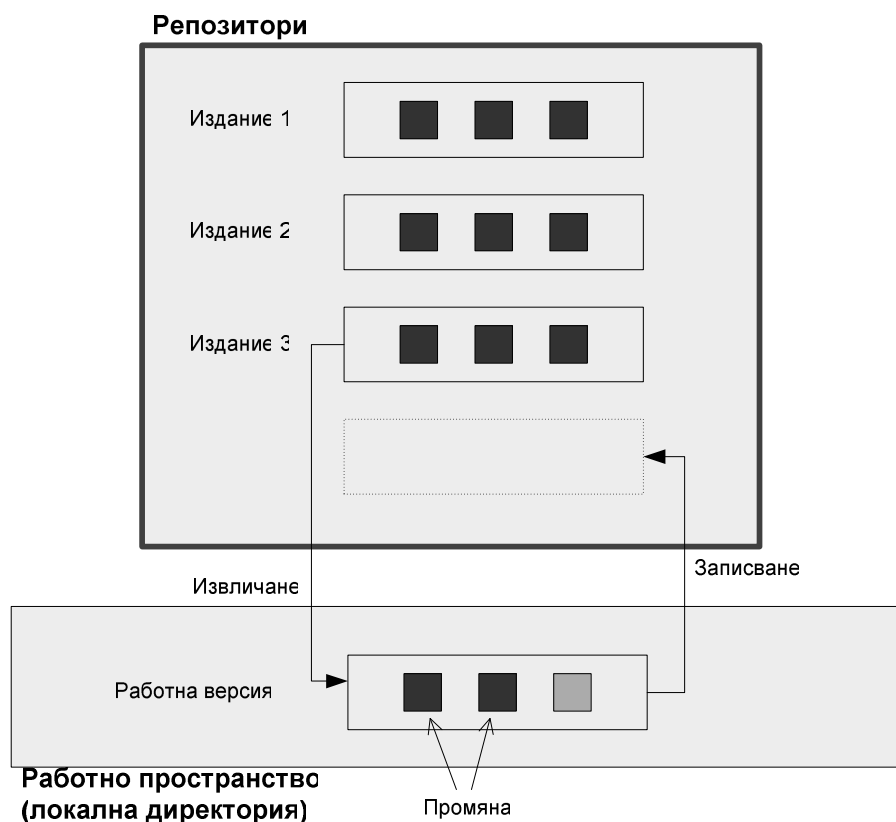 Репозитори
Издание 1
Издание 2
Издание 3
Записване
Извличане
Работна версия
Работно пространство
(локална директория)
Промяна